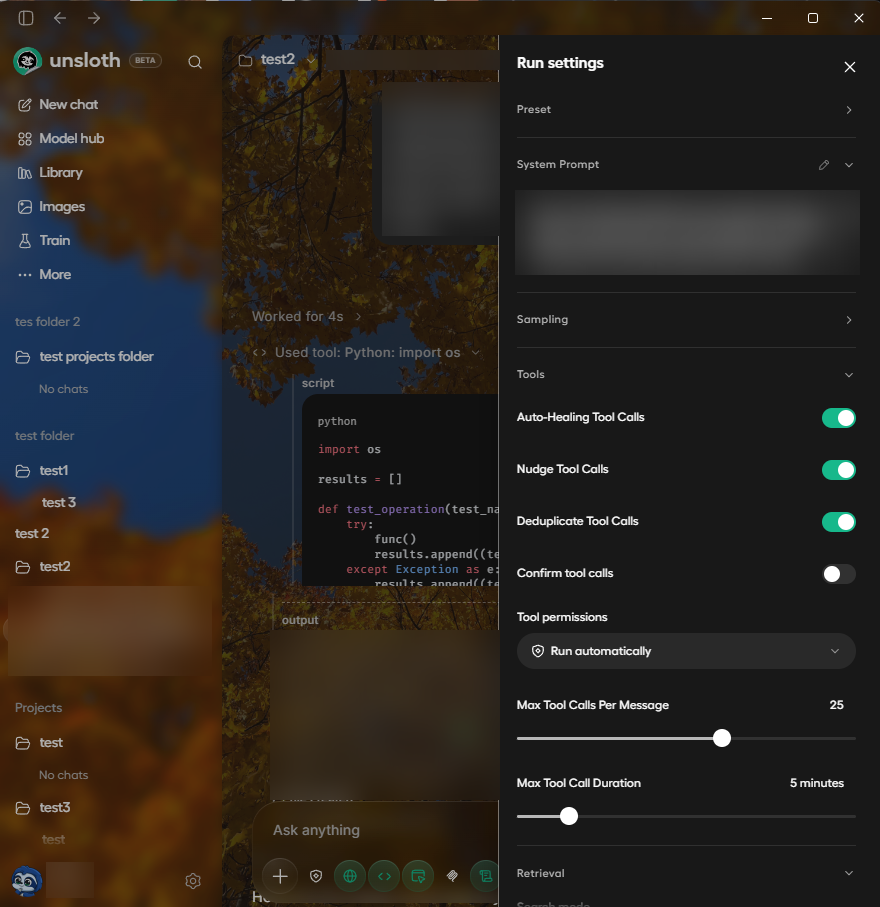 unsloth BETA
New chat
Model hub
Library
Images
Train
More
tes folder 2
test projects folder
No chats
test folder
test1
test 3
test 2
test2
Projects
test
No chats
test3
test
test2
Worked for 4s
Used tool: Python: import os
script
python
import os
results = []
def test_operation(test_na
try:
func()
results.append((te
except Exception as e:
results.append((te
output
Ask anything
Run settings
Preset
System Prompt
Sampling
Tools
Auto-Healing Tool Calls
Nudge Tool Calls
Deduplicate Tool Calls
Confirm tool calls
Tool permissions
Run automatically
Max Tool Calls Per Message 25
Max Tool Call Duration 5 minutes
Retrieval
Search mode